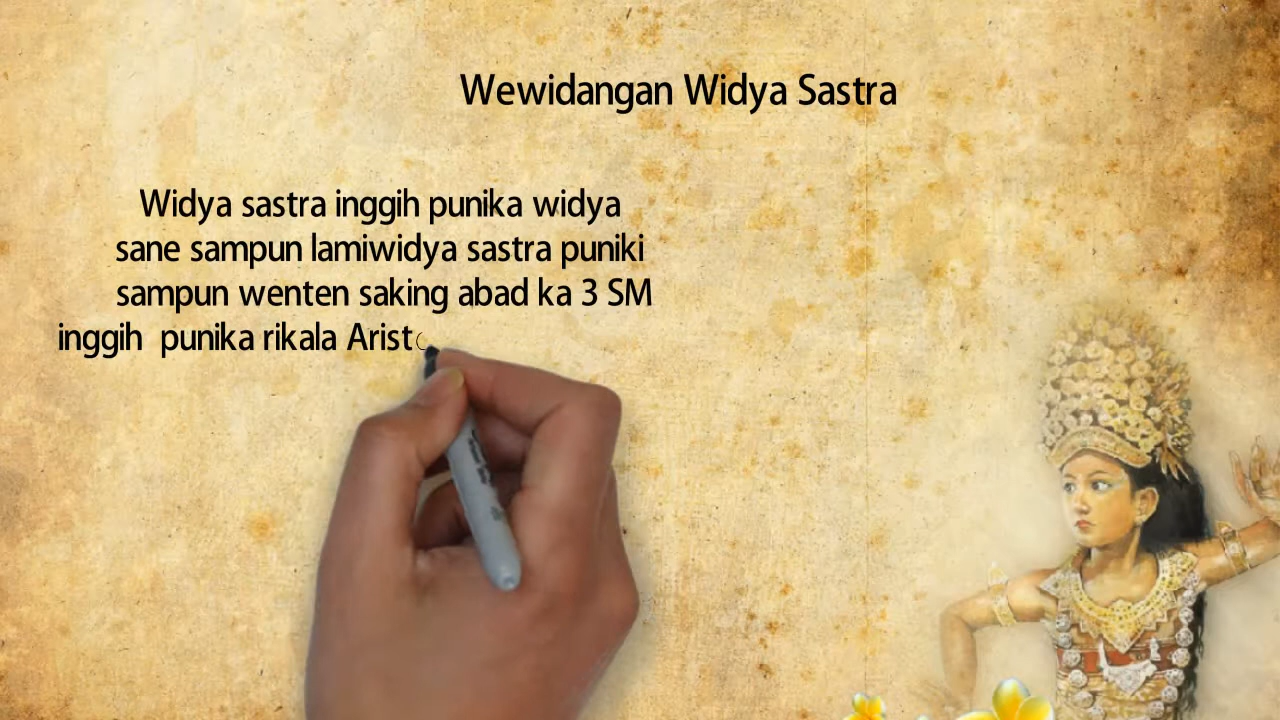 Wewidangan Widya Sastra
Widya sastra inggih punika widya
sane sampun lamiwidya sastra puniki
sampun wenten saking abad ka 3 SM
inggih punika rikala Arist